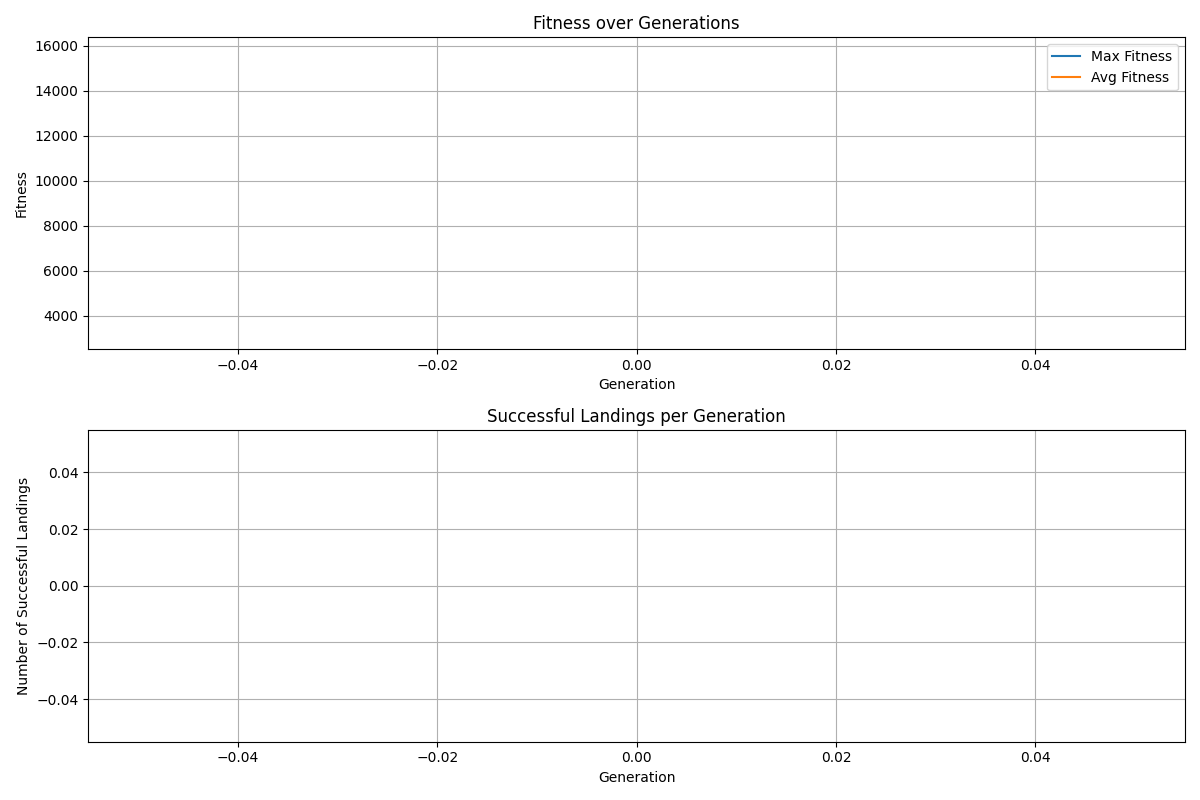 Fitness over Generations
16000
14000
12000
10000
8000
6000
4000
Fitness
Max Fitness
Avg Fitness
−0.04 −0.02 0.00 0.02 0.04
Generation
Successful Landings per Generation
0.04
0.02
0.00
−0.02
−0.04
Number of Successful Landings
−0.04 −0.02 0.00 0.02 0.04
Generation